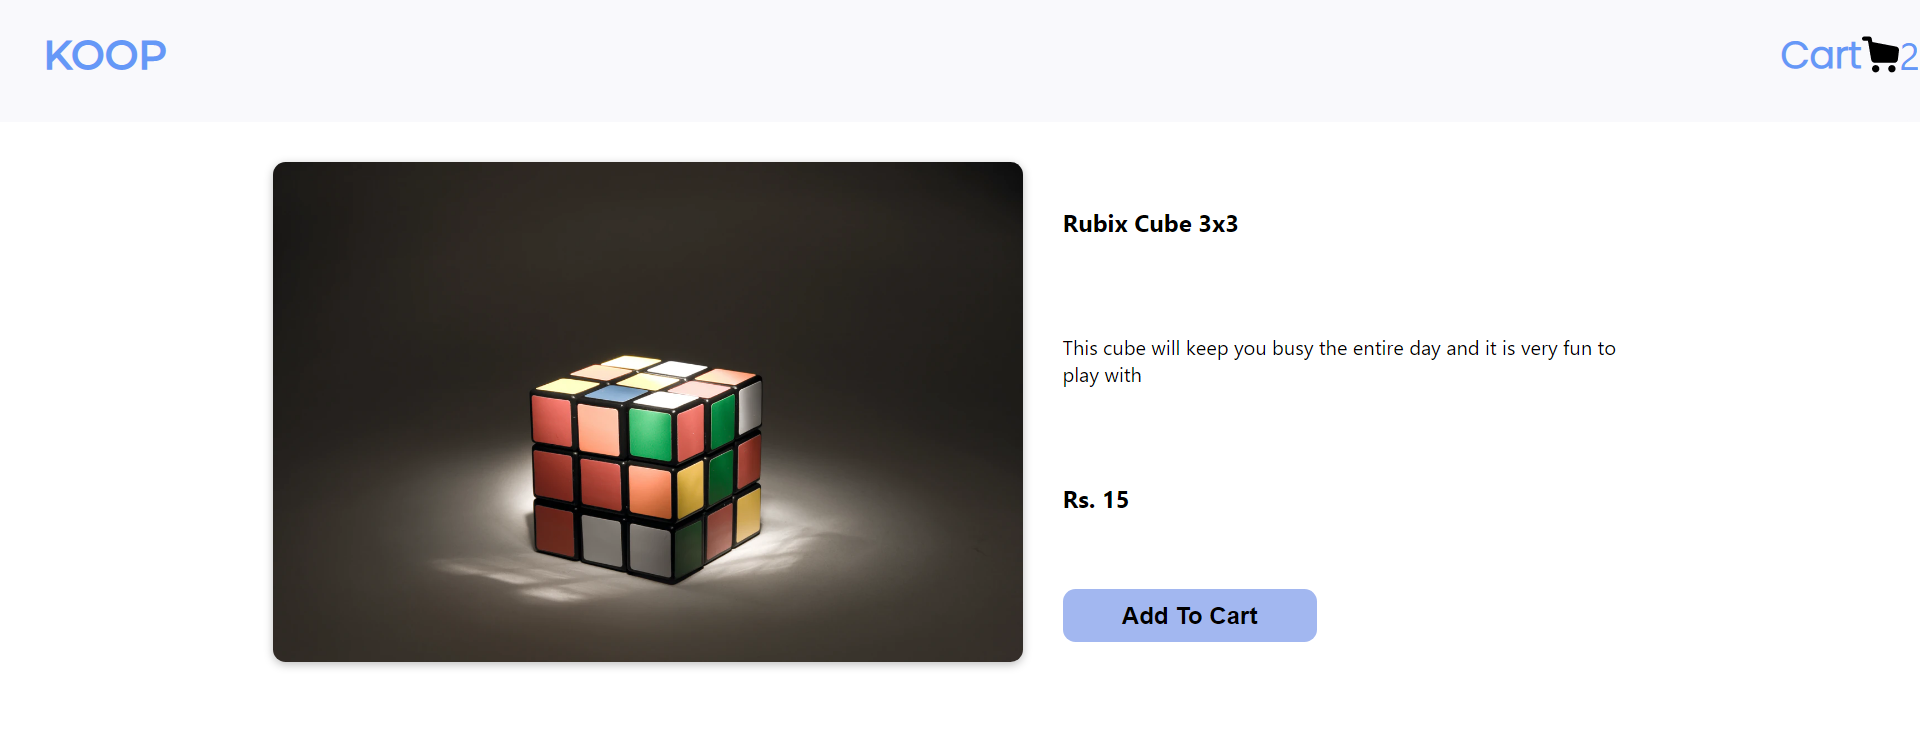 KOOP
Cart 2
Rubix Cube 3x3
This cube will keep you busy the entire day and it is very fun to
play with
Rs. 15
Add To Cart